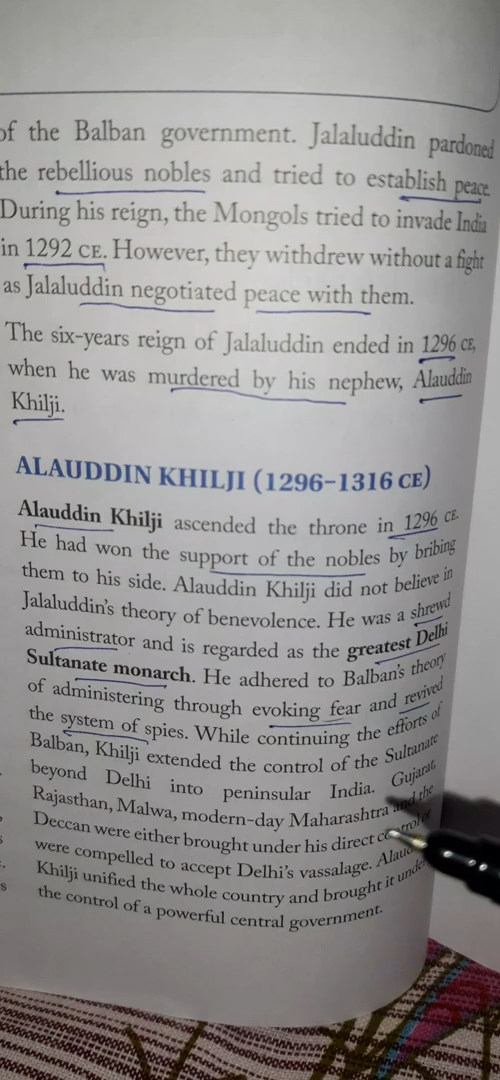 of the Balban government. Jalaluddin pardoned
the rebellious nobles and tried to establish peace.
During his reign, the Mongols tried to invade India
in 1292 CE. However, they withdrew without a fight
as Jalaluddin negotiated peace with them.
The six-years reign of Jalaluddin ended in 1296 CE,
when he was murdered by his nephew, Alauddin
Khilji.
ALAUDDIN KHILJI (1296–1316 CE)
Alauddin Khilji ascended the throne in 1296 CE.
He had won the support of the nobles by bribing
them to his side. Alauddin Khilji did not believe in
Jalaluddin's theory of benevolence. He was a shrewd
administrator and is regarded as the greatest Delhi
Sultanate monarch. He adhered to Balban's theory
of administering through evoking fear and revived
the system of spies. While continuing the efforts of
Balban, Khilji extended the control of the Sultanate
beyond Delhi into peninsular India. Gujarat,
Rajasthan, Malwa, modern-day Maharashtra and the
Deccan were either brought under his direct control or
were compelled to accept Delhi's vassalage. Alauddin
Khilji unified the whole country and brought it under
the control of a powerful central government.